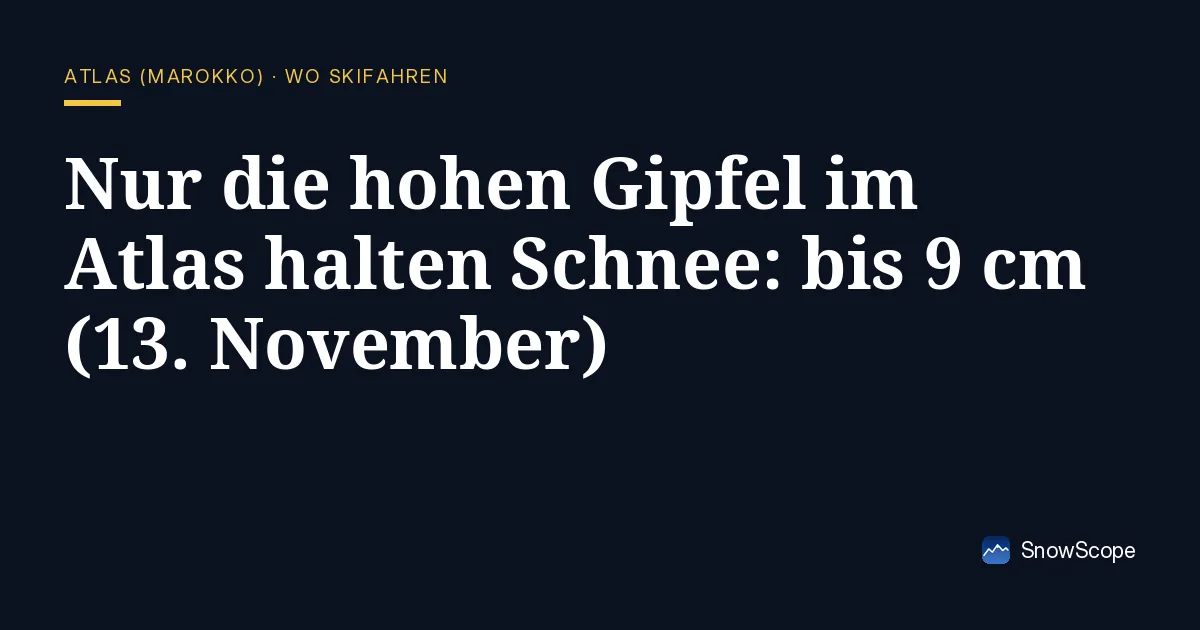 ATLAS (MAROKKO) · WO SKIFAHREN
Nur die hohen Gipfel im
Atlas halten Schnee: bis 9 cm
(13. November)
SnowScope